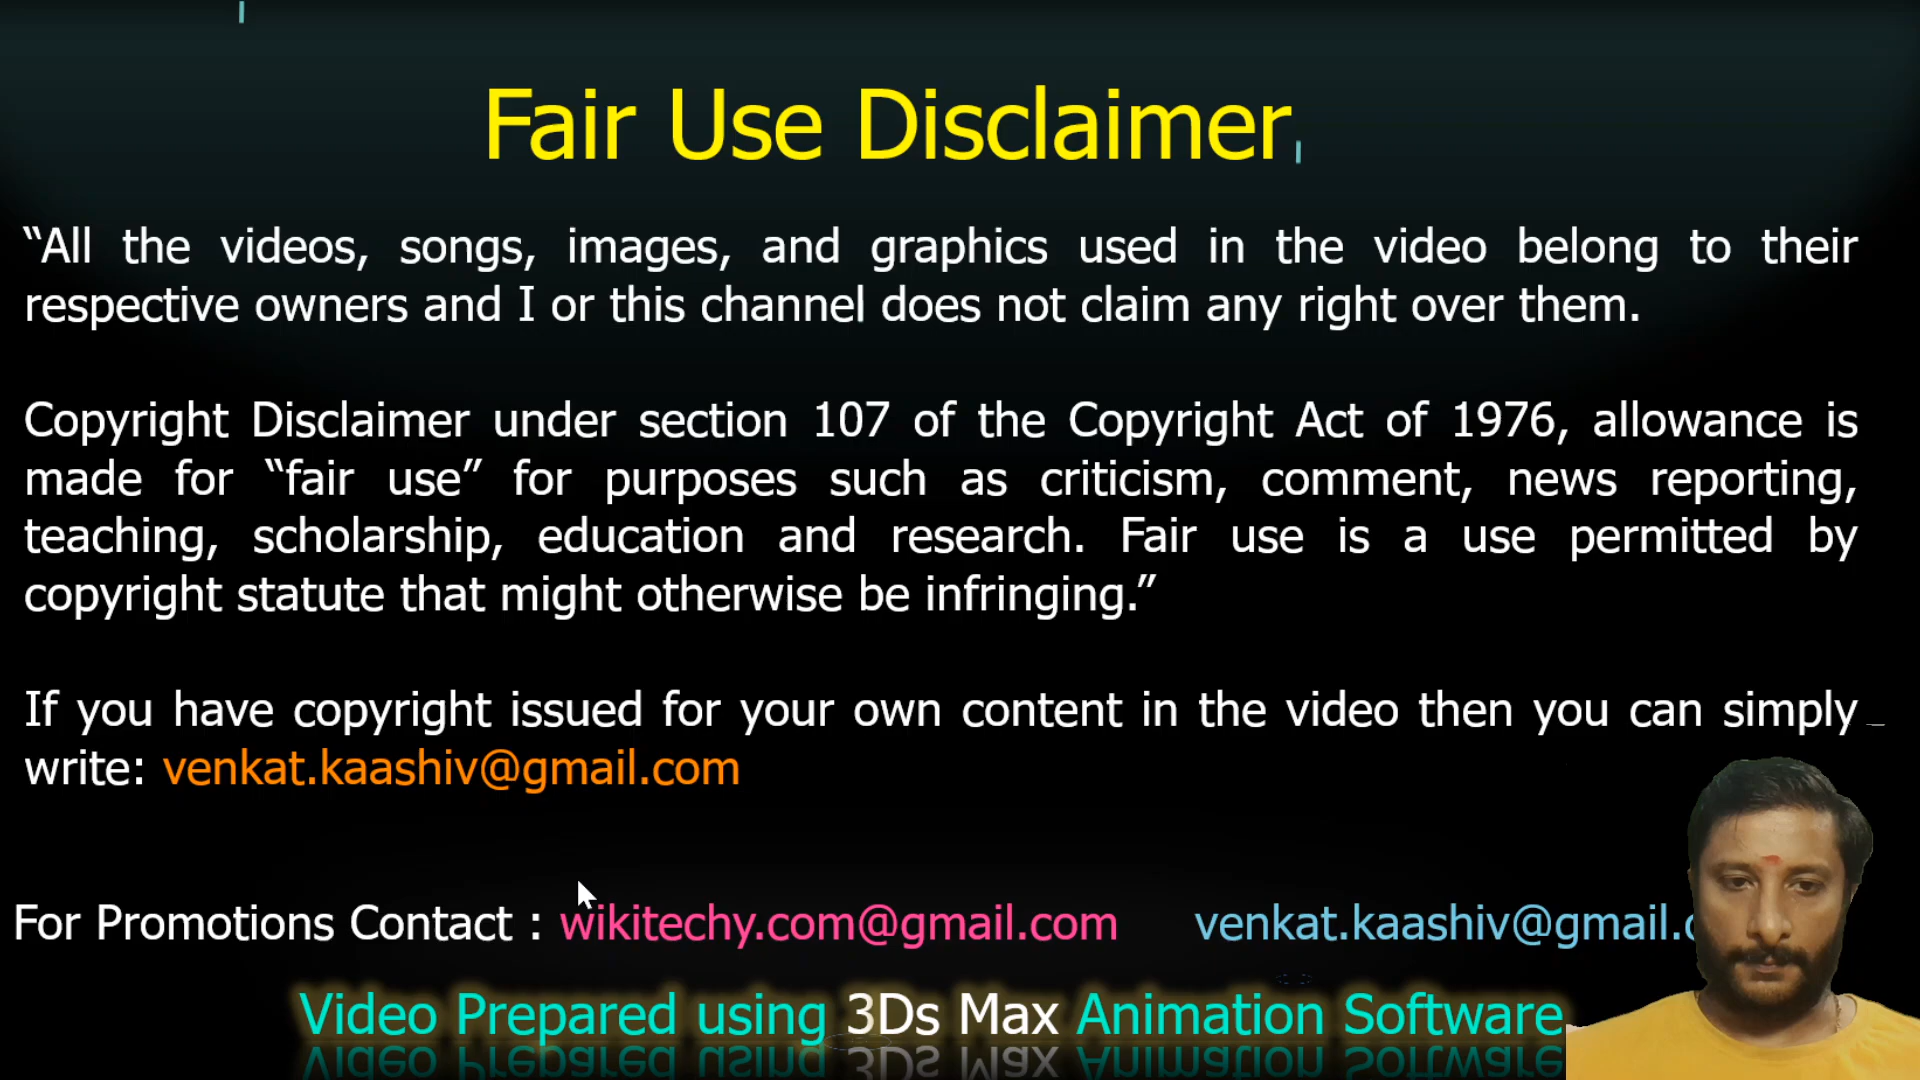 Fair Use Disclaimer
“All the videos, songs, images, and graphics used in the video belong to their
respective owners and I or this channel does not claim any right over them.
Copyright Disclaimer under section 107 of the Copyright Act of 1976, allowance is
made for “fair use” for purposes such as criticism, comment, news reporting,
teaching, scholarship, education and research. Fair use is a use permitted by
copyright statute that might otherwise be infringing.”
If you have copyright issued for your own content in the video then you can simply
write: venkat.kaashiv@gmail.com
For Promotions Contact : wikitechy.com@gmail.com venkat.kaashiv@gmail.
Video Prepared using 3Ds Max Animation Software